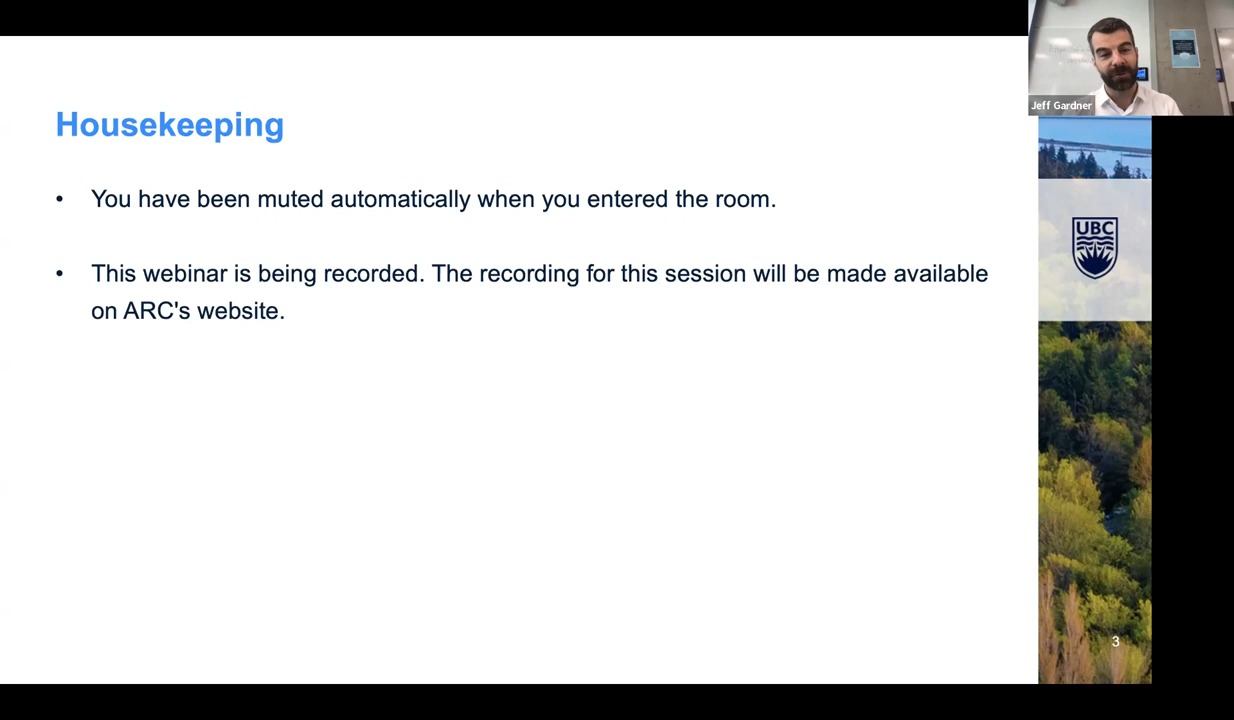 Housekeeping
• You have been muted automatically when you entered the room.
• This webinar is being recorded. The recording for this session will be made available
on ARC's website.
Jeff Gardner
UBC
3